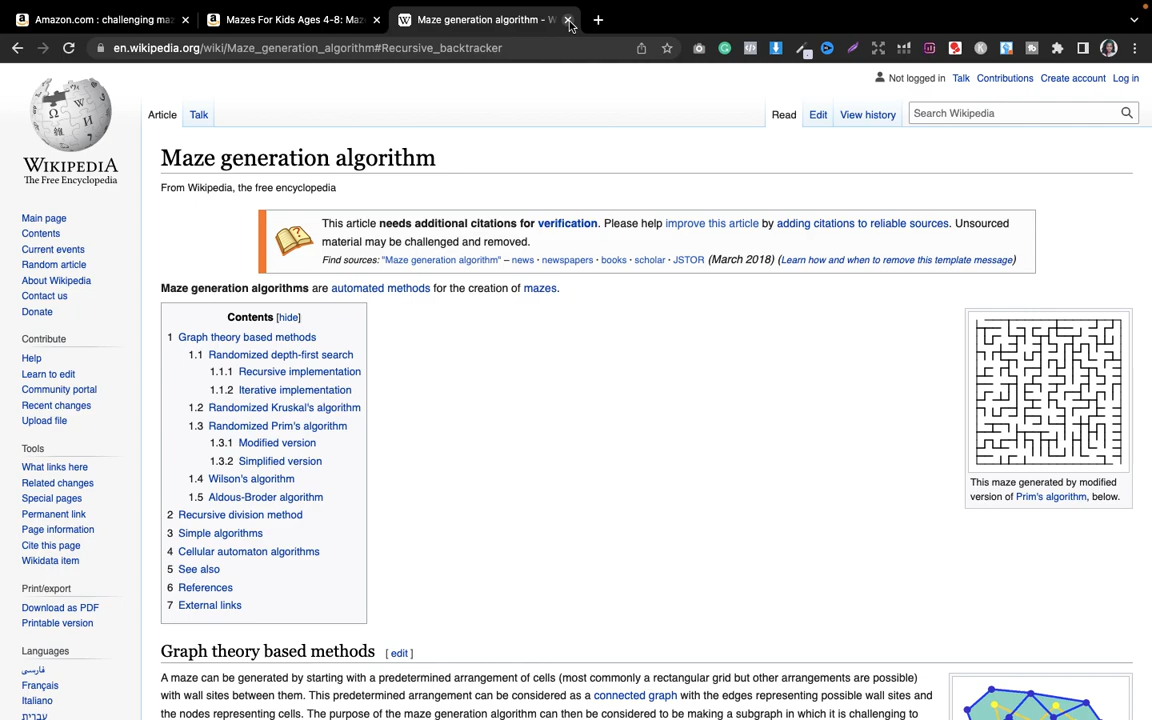 Amazon.com : challenging maz
Mazes For Kids Ages 4-8: Maz
Maze generation algorithm - W
en.wikipedia.org/wiki/Maze_generation_algorithm#Recursive_backtracker
Not logged in Talk Contributions Create account Log in
Article Talk Read Edit View history Search Wikipedia
WIKIPEDIA
The Free Encyclopedia
Main page
Contents
Current events
Random article
About Wikipedia
Contact us
Donate
Contribute
Help
Learn to edit
Community portal
Recent changes
Upload file
Tools
What links here
Related changes
Special pages
Permanent link
Page information
Cite this page
Wikidata item
Print/export
Download as PDF
Printable version
Languages
فارسی
Français
Italiano
עברית
Maze generation algorithm
From Wikipedia, the free encyclopedia
This article needs additional citations for verification. Please help improve this article by adding citations to reliable sources. Unsourced
material may be challenged and removed.
Find sources: "Maze generation algorithm" – news · newspapers · books · scholar · JSTOR (March 2018) (Learn how and when to remove this template message)
Maze generation algorithms are automated methods for the creation of mazes.
Contents [hide]
1 Graph theory based methods
1.1 Randomized depth-first search
1.1.1 Recursive implementation
1.1.2 Iterative implementation
1.2 Randomized Kruskal's algorithm
1.3 Randomized Prim's algorithm
1.3.1 Modified version
1.3.2 Simplified version
1.4 Wilson's algorithm
1.5 Aldous-Broder algorithm
2 Recursive division method
3 Simple algorithms
4 Cellular automaton algorithms
5 See also
6 References
7 External links
This maze generated by modified
version of Prim's algorithm, below.
Graph theory based methods [ edit ]
A maze can be generated by starting with a predetermined arrangement of cells (most commonly a rectangular grid but other arrangements are possible)
with wall sites between them. This predetermined arrangement can be considered as a connected graph with the edges representing possible wall sites and
the nodes representing cells. The purpose of the maze generation algorithm can then be considered to be making a subgraph in which it is challenging to